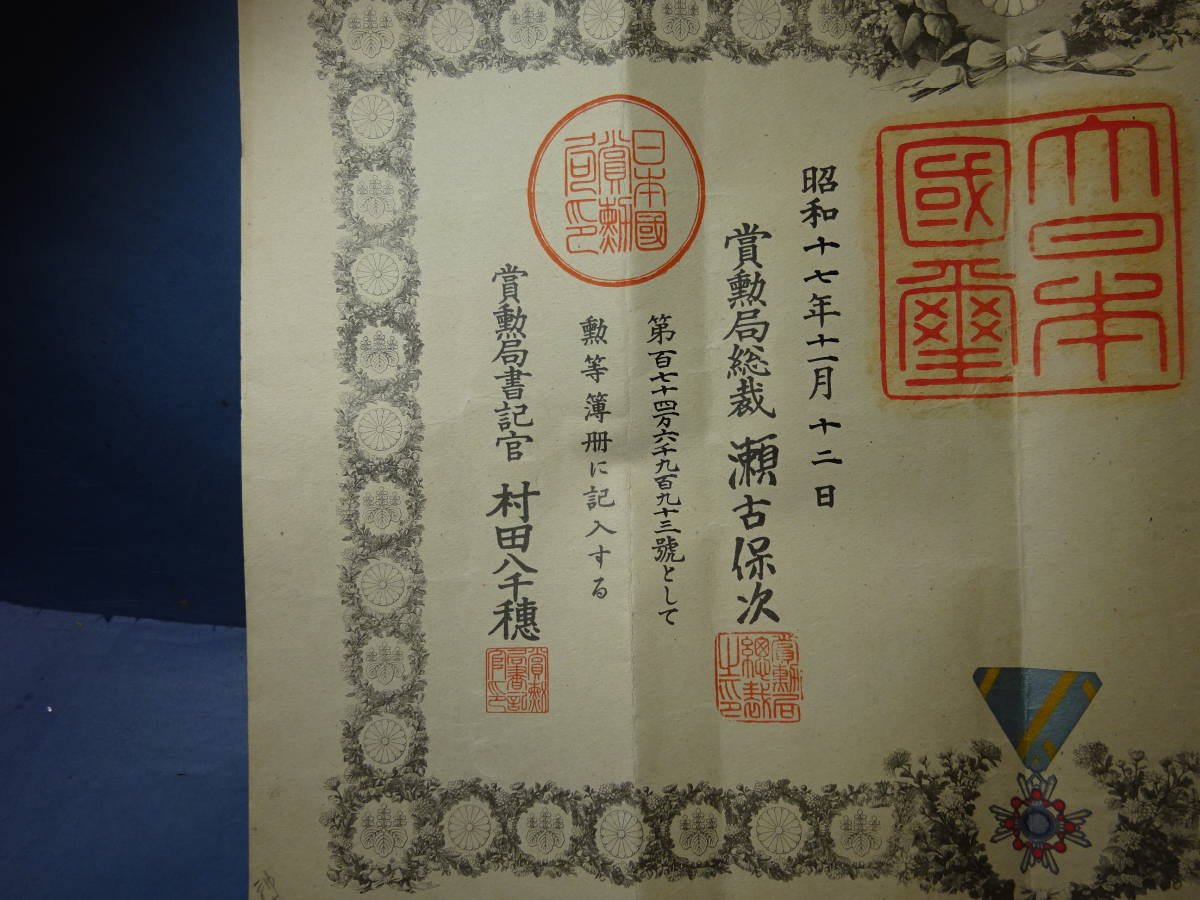 大日本
國璽
昭和十七年十一月十二日
賞勲局総裁 瀬古保次
賞勲局総裁之印
日本國
賞勲
局印
第百七十四万六千九百九十三號として
勲等簿册に記入する
賞勲局書記官 村田八千穗
賞勲局書記官印